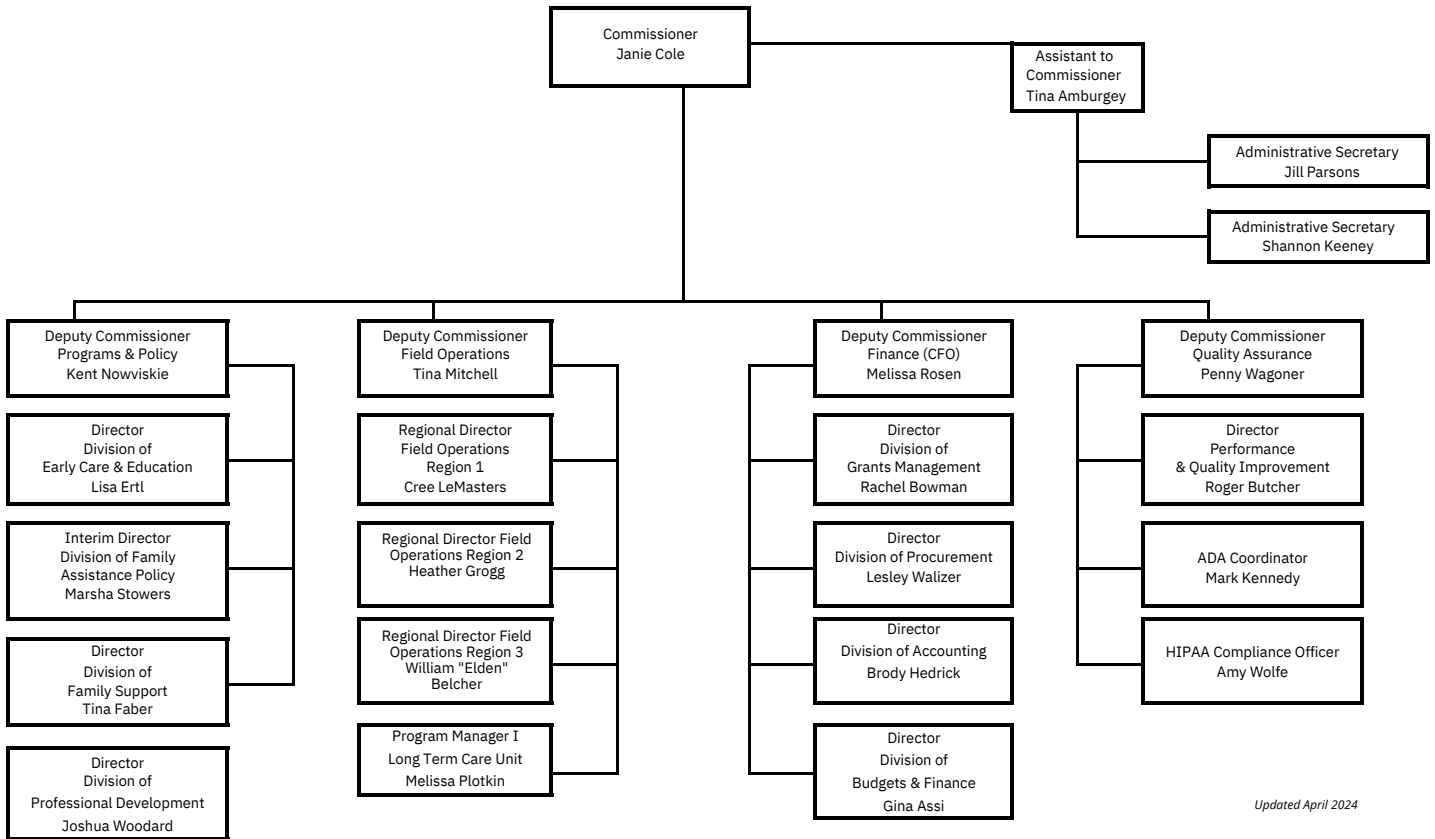 Commissioner
Janie Cole
Assistant to
Commissioner
Tina Amburgey
Administrative Secretary
Jill Parsons
Administrative Secretary
Shannon Keeney
Deputy Commissioner
Programs & Policy
Kent Nowviskie
Director
Division of
Early Care & Education
Lisa Ertl
Interim Director
Division of Family
Assistance Policy
Marsha Stowers
Director
Division of
Family Support
Tina Faber
Director
Division of
Professional Development
Joshua Woodard
Deputy Commissioner
Field Operations
Tina Mitchell
Regional Director
Field Operations
Region 1
Cree LeMasters
Regional Director Field
Operations Region 2
Heather Grogg
Regional Director Field
Operations Region 3
William "Elden"
Belcher
Program Manager I
Long Term Care Unit
Melissa Plotkin
Deputy Commissioner
Finance (CFO)
Melissa Rosen
Director
Division of
Grants Management
Rachel Bowman
Director
Division of Procurement
Lesley Walizer
Director
Division of Accounting
Brody Hedrick
Director
Division of
Budgets & Finance
Gina Assi
Deputy Commissioner
Quality Assurance
Penny Wagoner
Director
Performance
& Quality Improvement
Roger Butcher
ADA Coordinator
Mark Kennedy
HIPAA Compliance Officer
Amy Wolfe
Updated April 2024